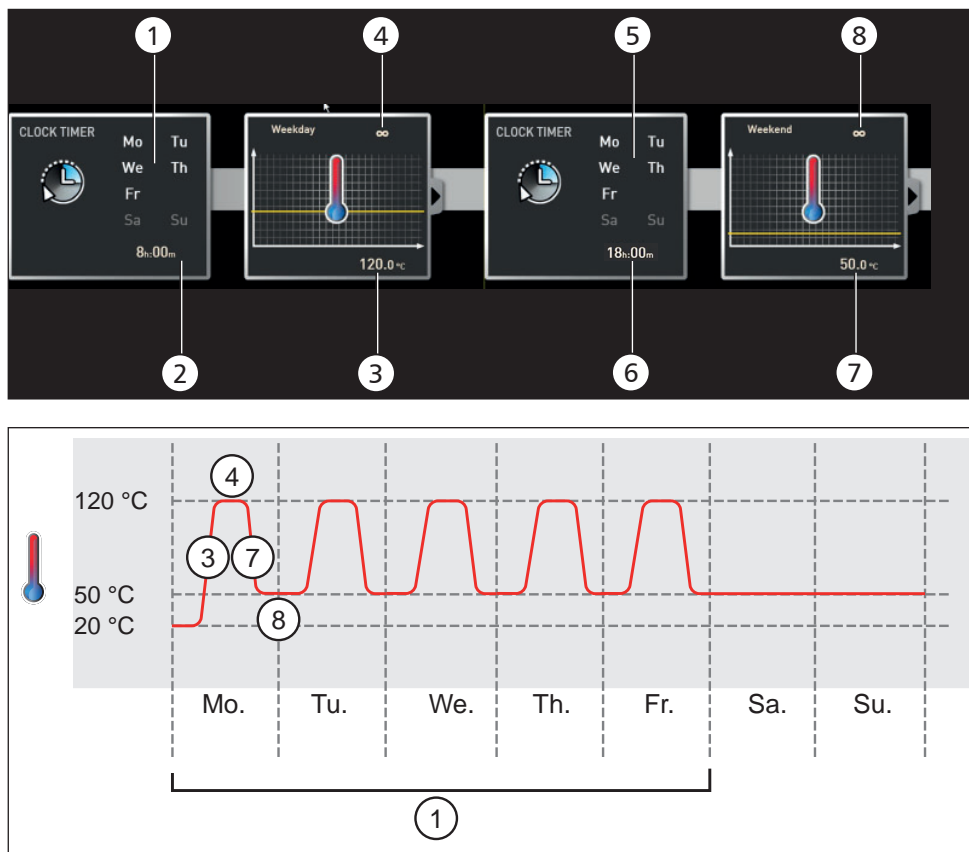 1 4 5 8
CLOCK TIMER
Mo Tu
We Th
Fr
Sa Su
8h:00m
Weekday ∞
120.0 °C
CLOCK TIMER
Mo Tu
We Th
Fr
Sa Su
18h:00m
Weekend ∞
50.0 °C
2 3 6 7
4
120 °C
3 7
50 °C
8
20 °C
Mo. Tu. We. Th. Fr. Sa. Su.
1